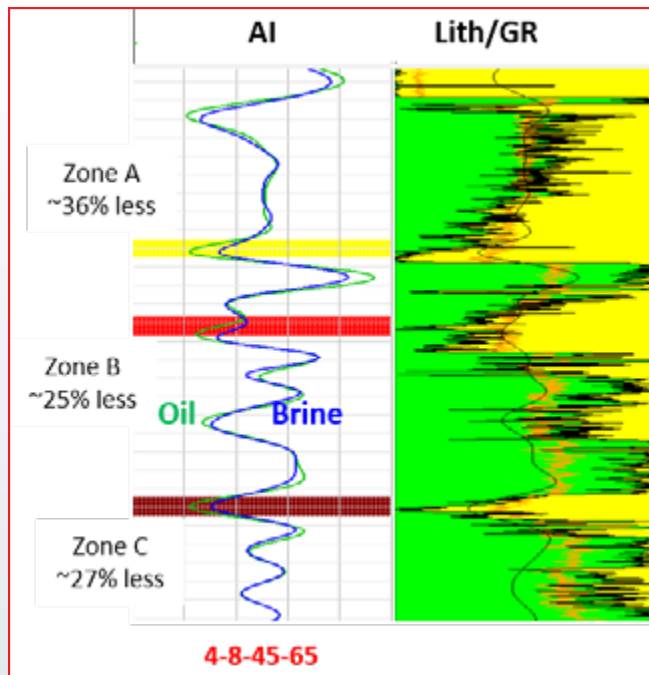 AI Lith/GR
Zone A
~36% less
Zone B
~25% less
Oil Brine
Zone C
~27% less
4-8-45-65